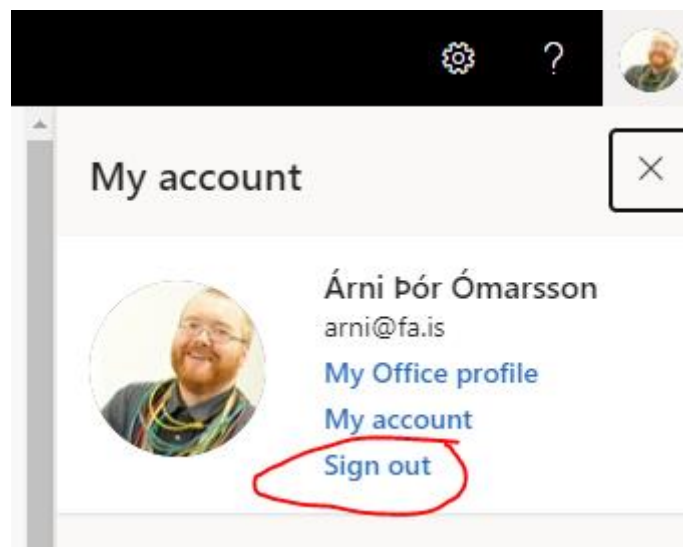 ?
My account
Árni Þór Ómarsson
arni@fa.is
My Office profile
My account
Sign out